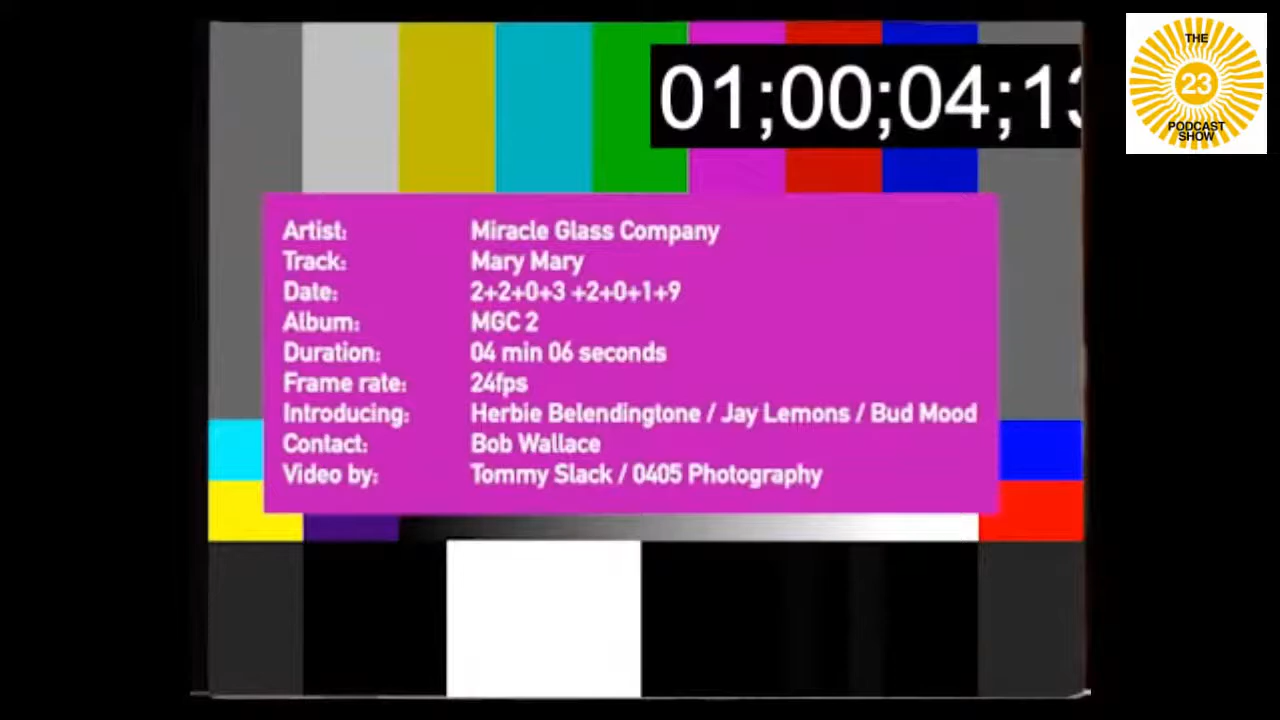 01;00;04;13
THE
23
PODCAST
SHOW
Artist: Miracle Glass Company
Track: Mary Mary
Date: 2+2+0+3 +2+0+1+9
Album: MGC 2
Duration: 04 min 06 seconds
Frame rate: 24fps
Introducing: Herbie Belendingtone / Jay Lemons / Bud Mood
Contact: Bob Wallace
Video by: Tommy Slack / 0405 Photography